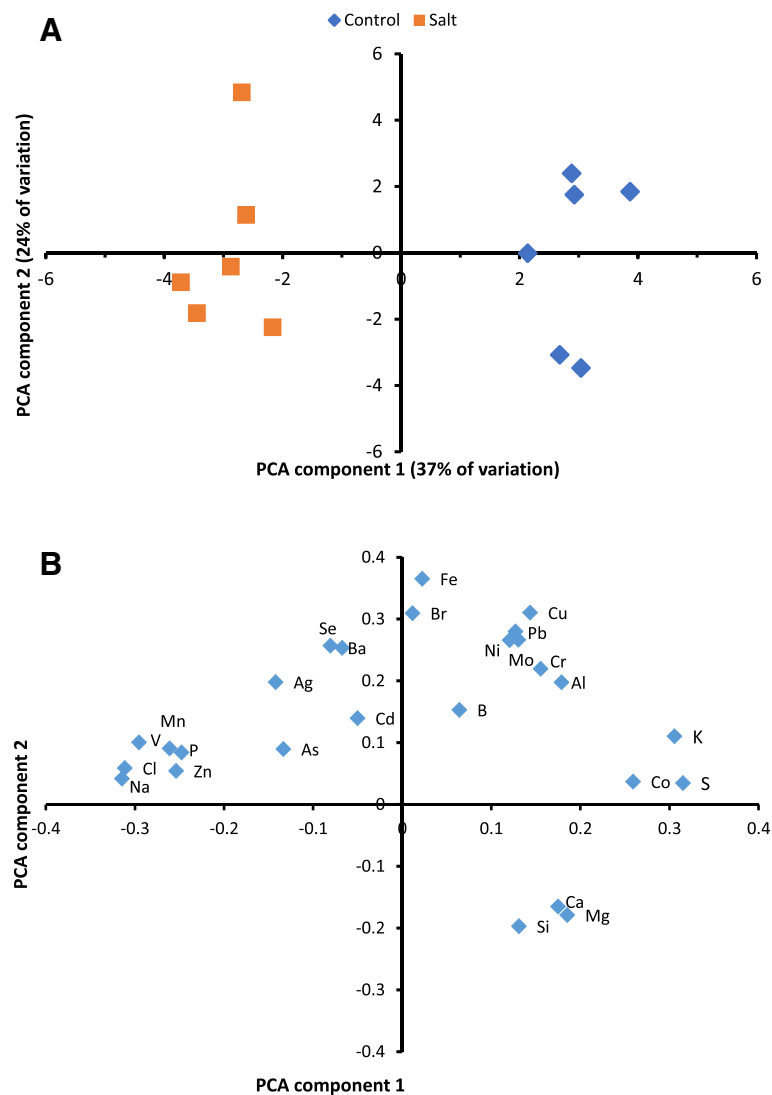 A
Control Salt
6
4
2
0
-6 -4 -2 0 2 4 6
-2
-4
-6
PCA component 2 (24% of variation)
PCA component 1 (37% of variation)
B
0.4
Fe
0.3
Br Cu
Se Ba Ni Pb Mo Cr
0.2
Ag Al
B
Cd
Mn
V P As K
0.1
Cl Zn Co S
Na
0
-0.4 -0.3 -0.2 -0.1 0 0.1 0.2 0.3 0.4
-0.1
Ca
Mg
-0.2
Si
-0.3
-0.4
PCA component 2
PCA component 1